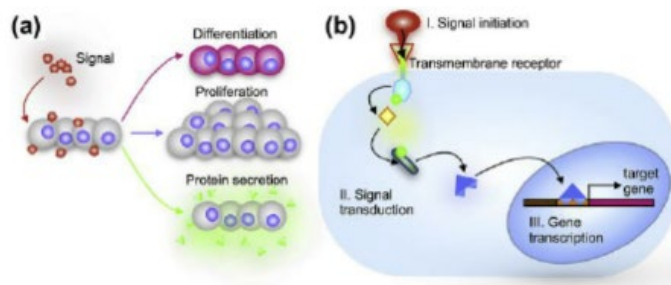 (a)
Signal
Differentiation
Proliferation
Protein secretion
(b)
I. Signal initiation
Transmembrane receptor
II. Signal
transduction
target
gene
III. Gene
transcription